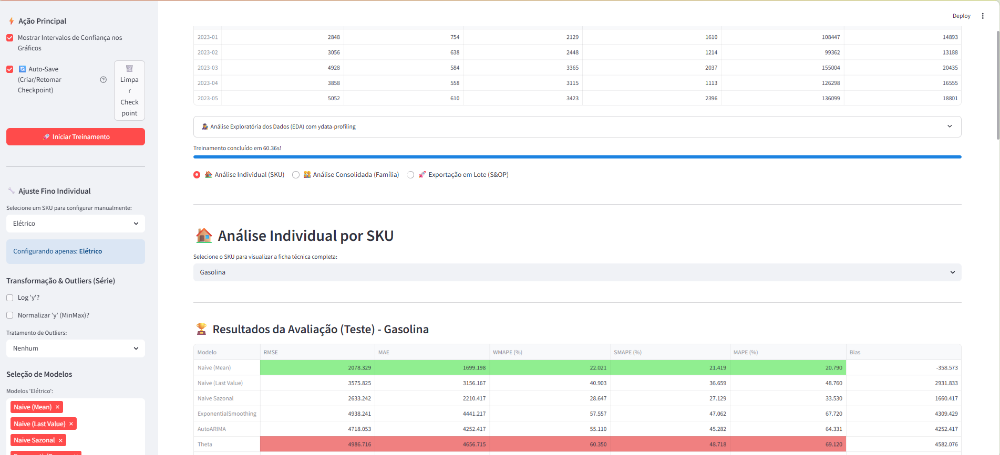 Deploy
Ação Principal
Mostrar Intervalos de Confiança nos
Gráficos
Auto-Save
(Criar/Retomar
Checkpoint)
Limpa
r
Check
point
Iniciar Treinamento
Ajuste Fino Individual
Selecione um SKU para configurar manualmente:
Elétrico
Configurando apenas: Elétrico
Transformação & Outliers (Série)
Log 'y'?
Normalizar 'y' (MinMax)?
Tratamento de Outliers:
Nenhum
Seleção de Modelos
Modelos 'Elétrico':
Naive (Mean) ×
Naive (Last Value) ×
Naive Sazonal ×
2023-01 2848 754 2129 1610 108447 14893
2023-02 3056 638 2448 1214 99362 13188
2023-03 4928 584 3365 2037 155004 20435
2023-04 3858 558 3115 1113 126298 16555
2023-05 5052 610 3423 2396 136099 18801
Análise Exploratória dos Dados (EDA) com ydata-profiling
Treinamento concluído em 60.36s!
Análise Individual (SKU) Análise Consolidada (Família) Exportação em Lote (S&OP)
Análise Individual por SKU
Selecione o SKU para visualizar a ficha técnica completa:
Gasolina
Resultados da Avaliação (Teste) - Gasolina
Modelo RMSE MAE WMAPE (%) SMAPE (%) MAPE (%) Bias
Naive (Mean) 2078.329 1699.198 22.021 21.419 20.790 -358.573
Naive (Last Value) 3575.825 3156.167 40.903 36.659 48.760 2931.833
Naive Sazonal 2633.242 2210.417 28.647 27.129 33.530 1660.417
ExponentialSmoothing 4938.241 4441.217 57.557 47.062 67.720 4309.429
AutoARIMA 4718.053 4252.417 55.110 45.282 64.331 4252.417
Theta 4986.716 4656.715 60.350 48.718 69.120 4582.076